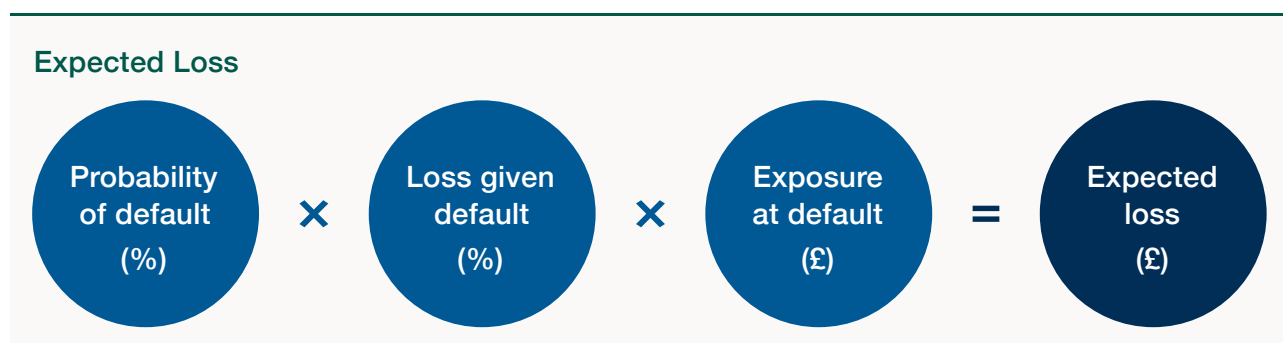 Expected Loss
Probability
of default
(%)
×
Loss given
default
(%)
×
Exposure
at default
(£)
=
Expected
loss
(£)